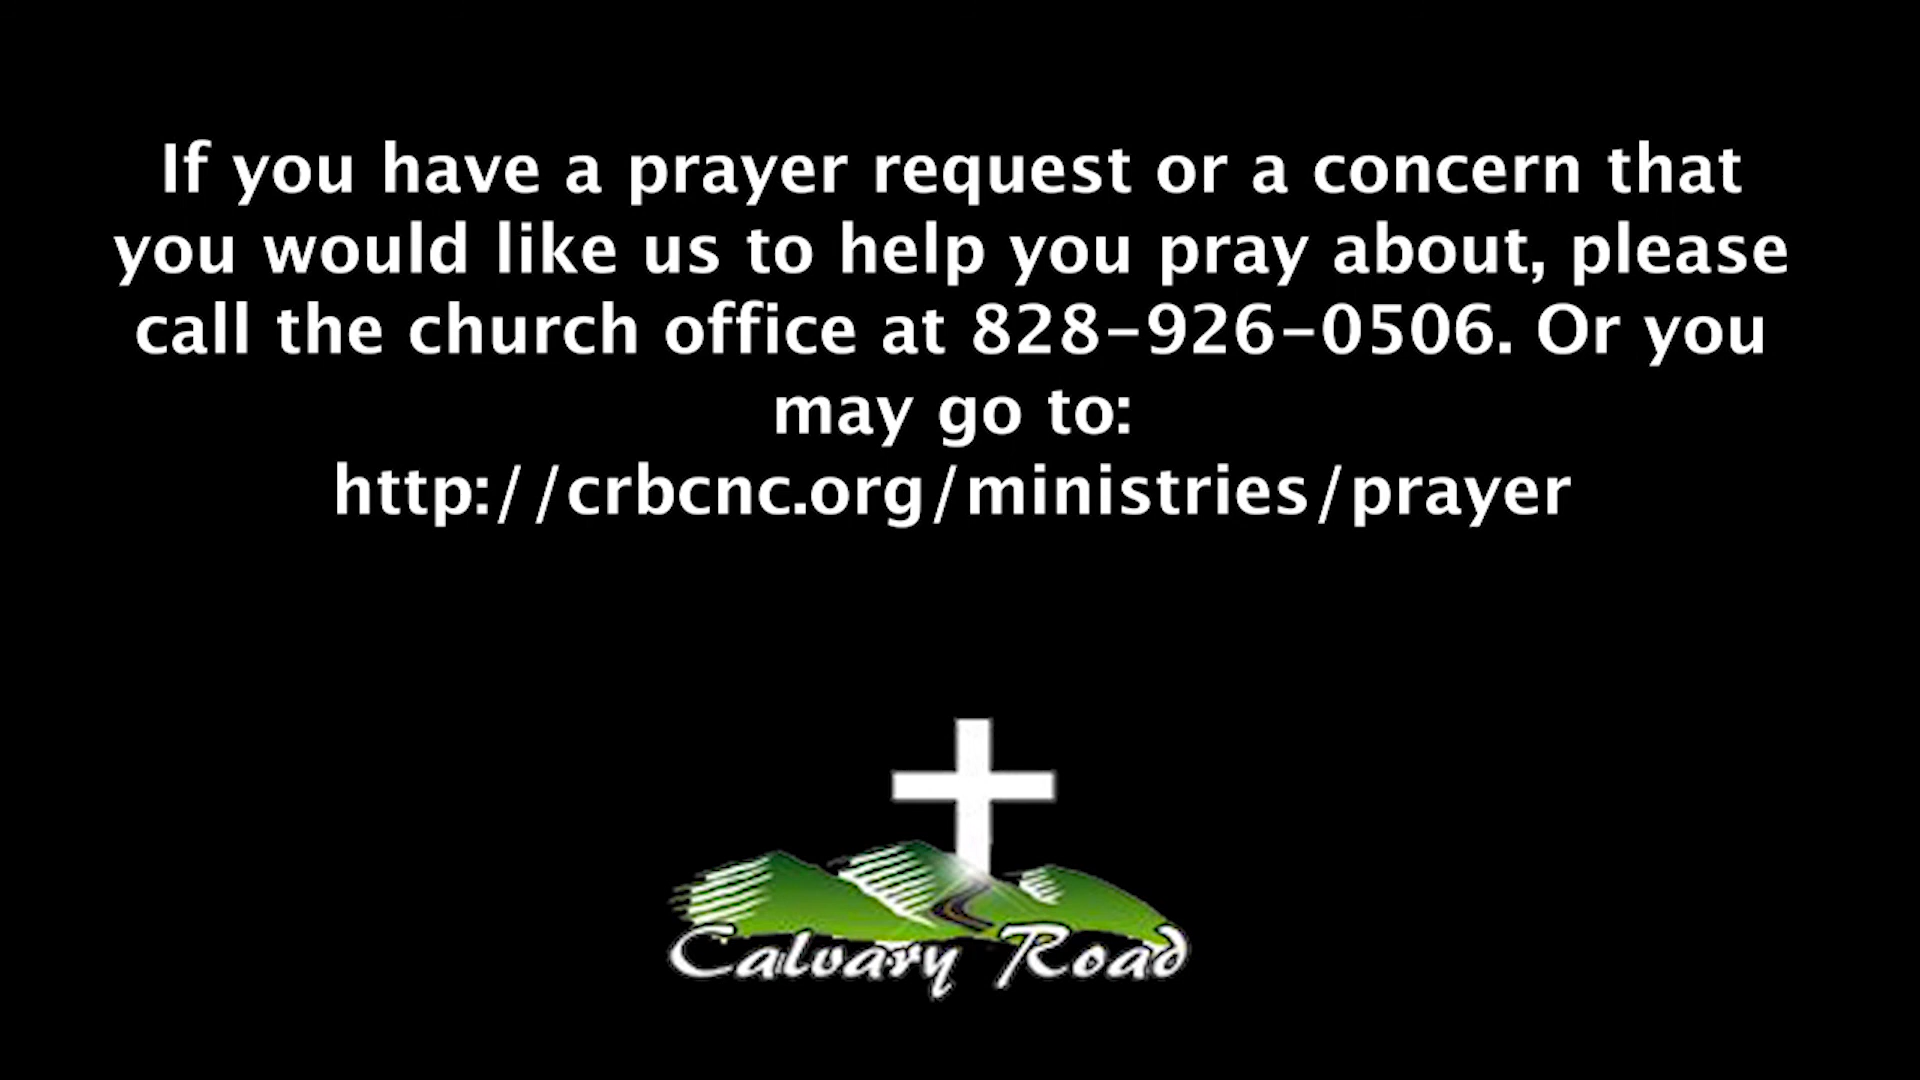 If you have a prayer request or a concern that
you would like us to help you pray about, please
call the church office at 828-926-0506. Or you
may go to:
http://crbcnc.org/ministries/prayer
Calvary Road